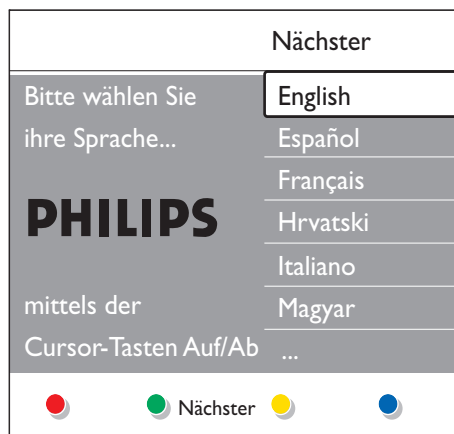 Nächster
Bitte wählen Sie
ihre Sprache...
PHILIPS
mittels der
Cursor-Tasten Auf/Ab
English
Español
Français
Hrvatski
Italiano
Magyar
...
Nächster